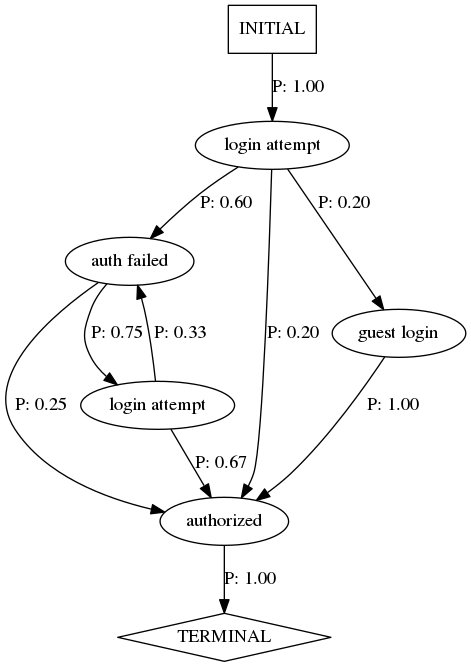 INITIAL
P: 1.00
login attempt
P: 0.60
P: 0.20
auth failed
P: 0.75
P: 0.33
P: 0.20
guest login
P: 0.25
login attempt
P: 1.00
P: 0.67
authorized
P: 1.00
TERMINAL